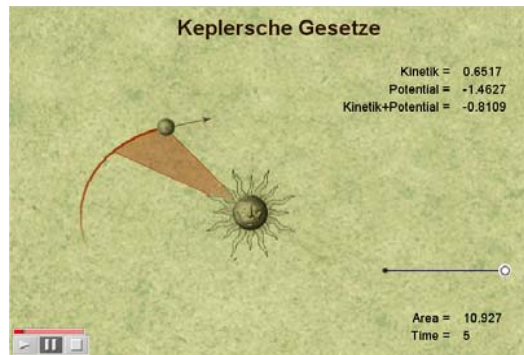 Keplersche Gesetze
Kinetik = 0.6517
Potential = -1.4627
Kinetik+Potential = -0.8109
Area = 10.927
Time = 5